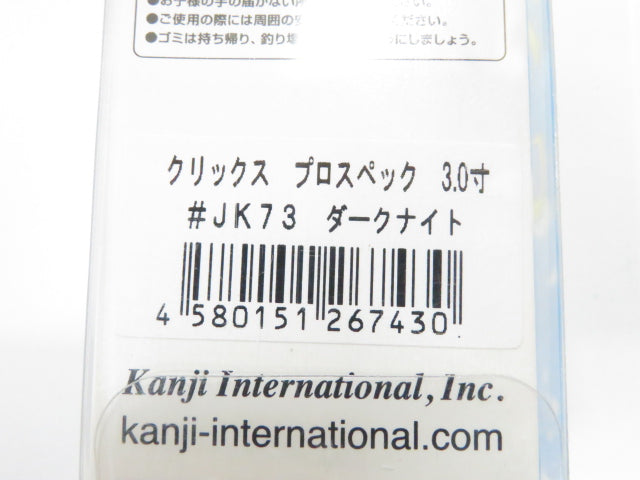 ●お子様の手の届かない
●ご使用の際には周囲の ください。
●ゴミは持ち帰り、釣り場 にしましょう。
クリックス プロスペック 3.0寸
#JK73 ダークナイト
4 580151 267430
Kanji International, Inc.
kanji-international.com